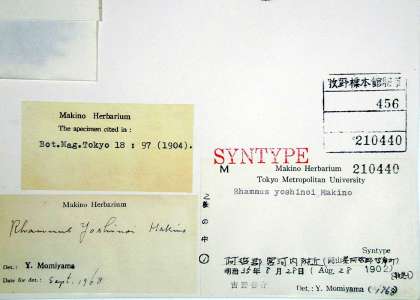 牧野標本館
456
210440
Makino Herbarium
The specimen cited in :
Bot.Mag.Tokyo 18 : 97 (1904).
SYNTYPE
M
Makino Herbarium 210440
Tokyo Metropolitan University
Rhamnus yoshinoi Makino
Makino Herbarium
Rhamnus Yoshinoi Makino
Det.: Y. Momiyama
Date for det.: Sept. 1968
Syntype
明治35年8月28日 (Aug. 28 1902)
Det.: Y. Momiyama (1968)